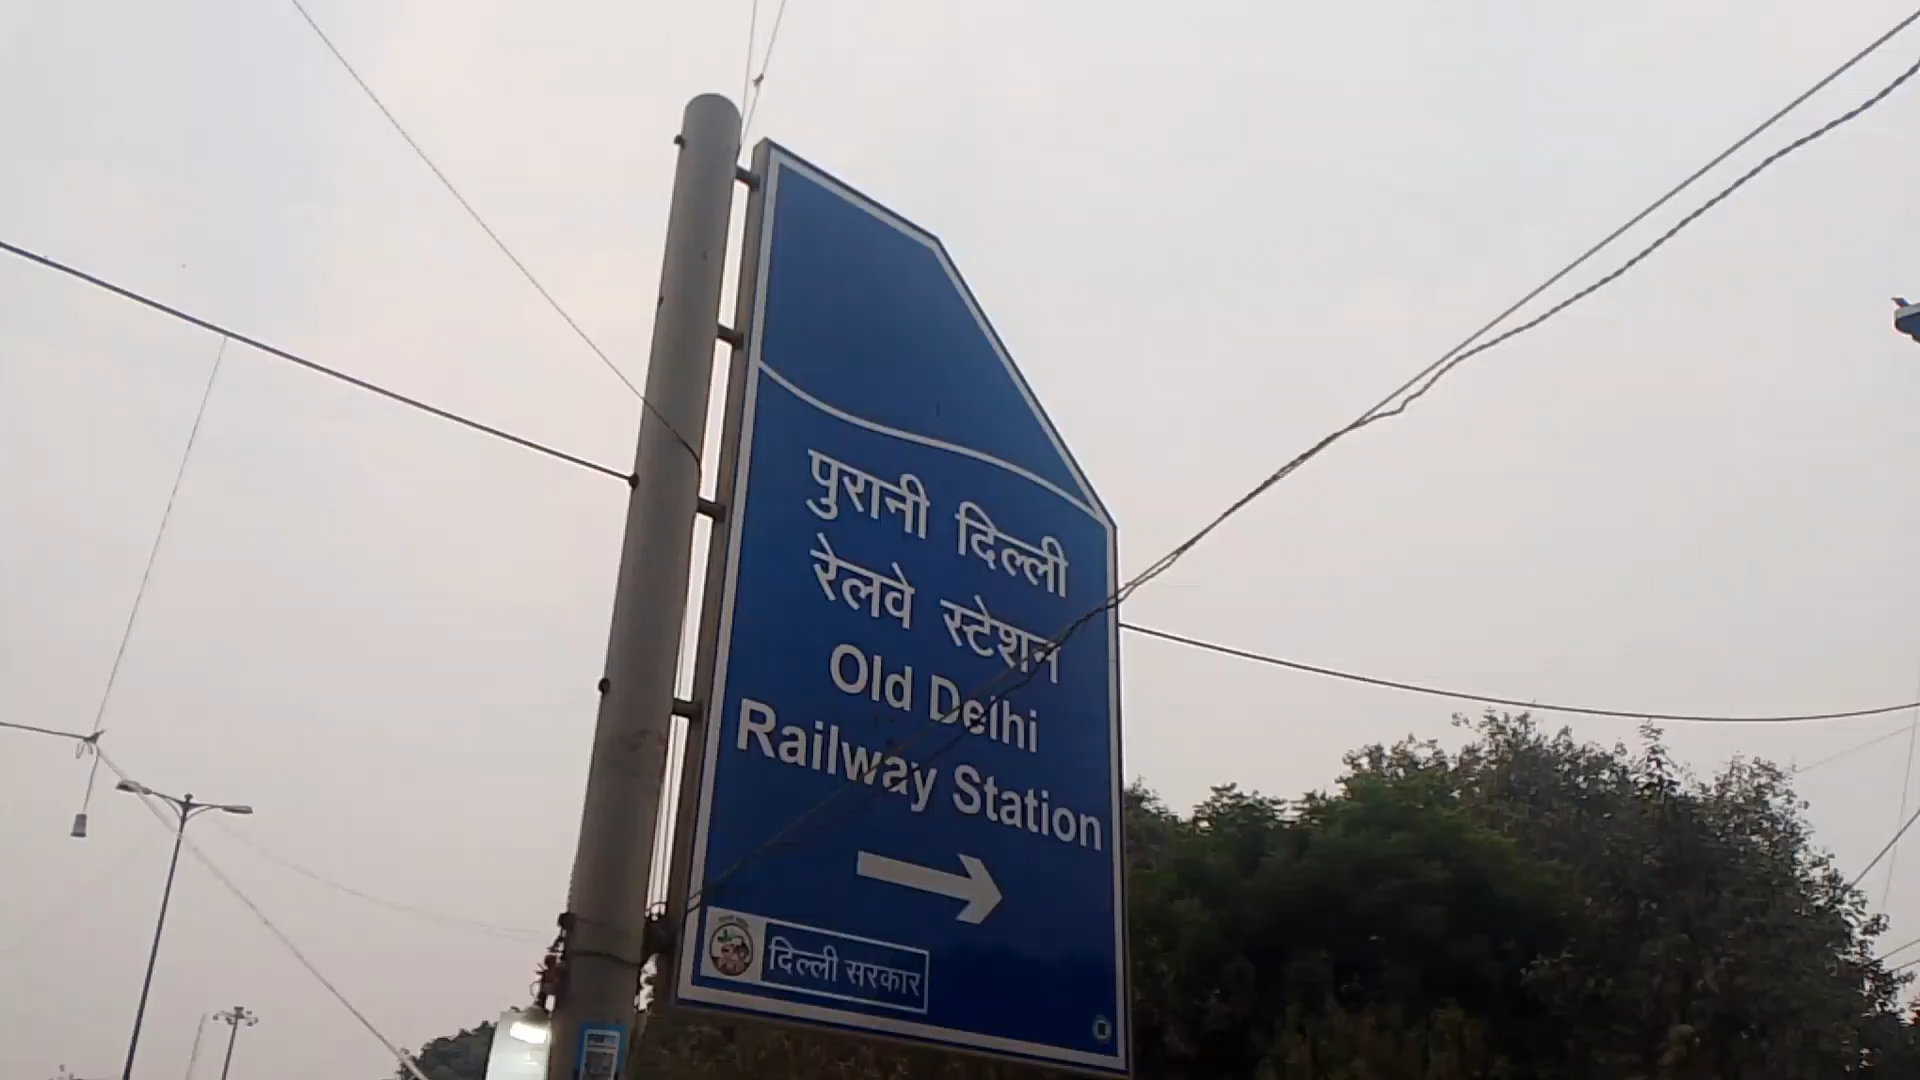 पुरानी दिल्ली
रेलवे स्टेशन
Old Delhi
Railway Station
दिल्ली सरकार